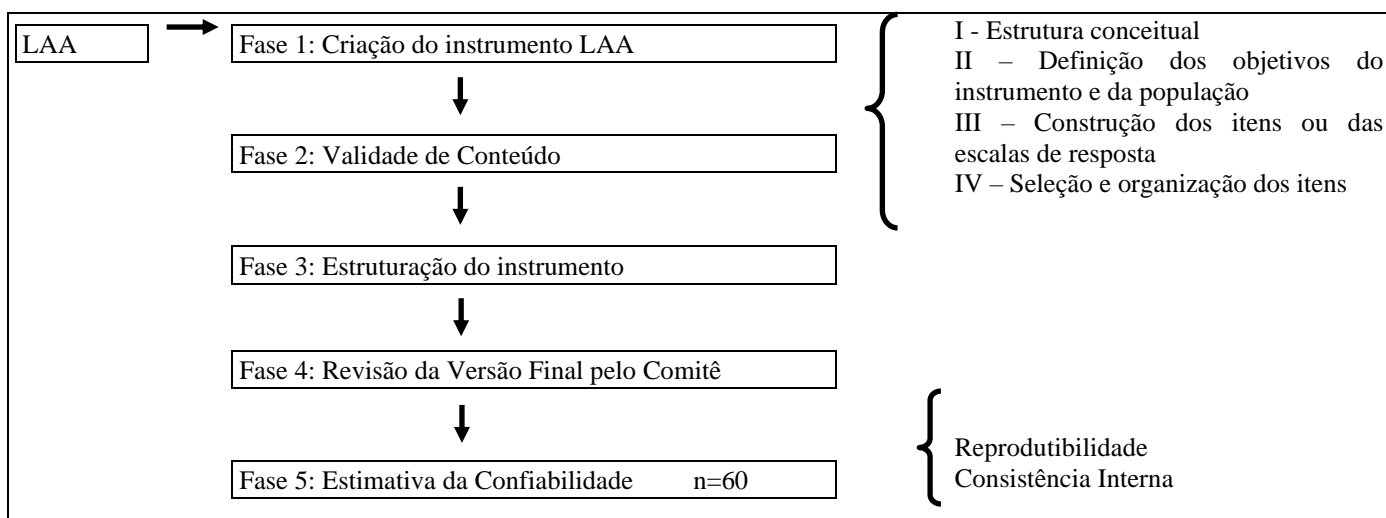 LAA
Fase 1: Criação do instrumento LAA
I - Estrutura conceitual
II – Definição dos objetivos do
instrumento e da população
III – Construção dos itens ou das
escalas de resposta
IV – Seleção e organização dos itens
Fase 2: Validade de Conteúdo
Fase 3: Estruturação do instrumento
Fase 4: Revisão da Versão Final pelo Comitê
Fase 5: Estimativa da Confiabilidade n=60
Reprodutibilidade
Consistência Interna